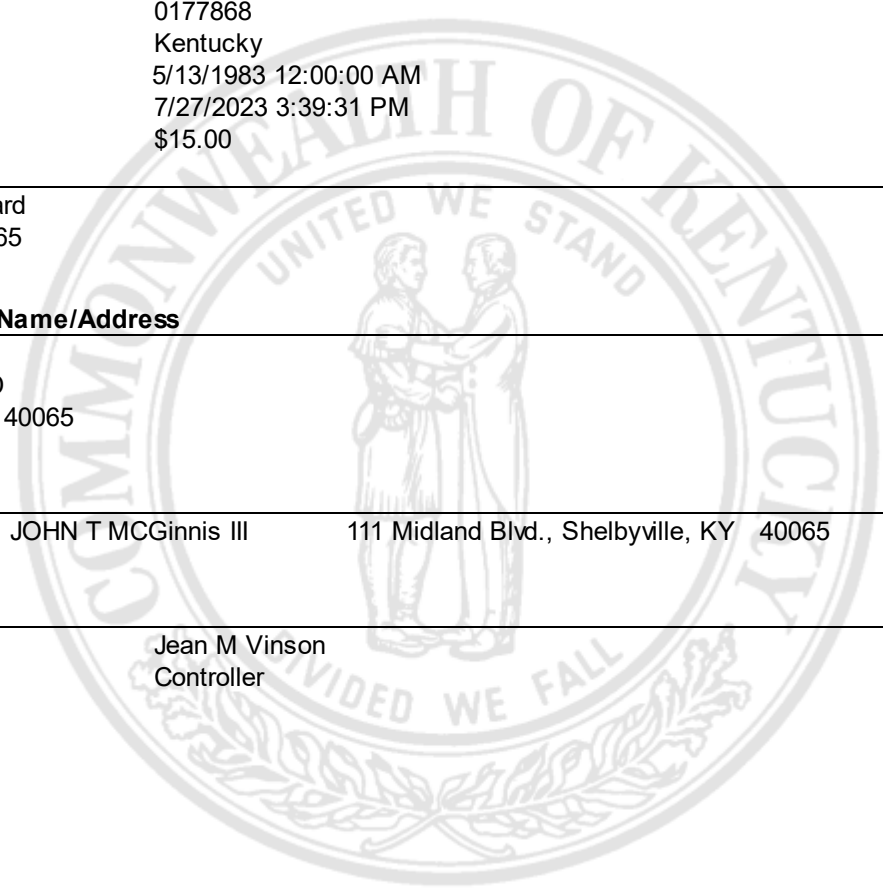 0177868
Kentucky
5/13/1983 12:00:00 AM
7/27/2023 3:39:31 PM
$15.00
65
Name/Address
40065
JOHN T MCGinnis III 111 Midland Blvd., Shelbyville, KY 40065
Jean M Vinson
Controller
COMMONWEALTH OF KENTUCKY
UNITED WE STAND
DIVIDED WE FALL